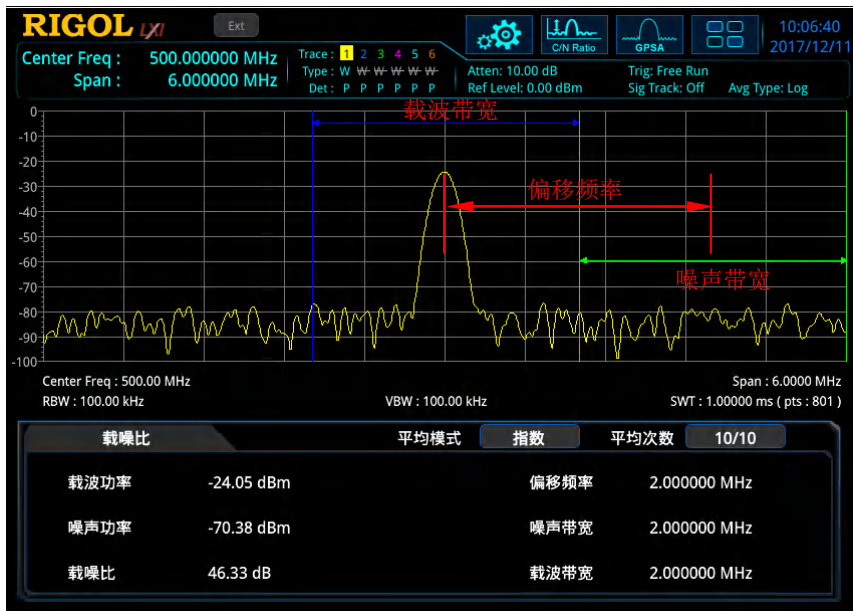 RIGOL LXI Ext C/N Ratio GPSA 10:06:40
2017/12/11
Center Freq : 500.000000 MHz Trace : 1 2 3 4 5 6
Span : 6.000000 MHz Type : W W W W W W Atten: 10.00 dB Trig: Free Run
Det : P P P P P P Ref Level: 0.00 dBm Sig Track: Off Avg Type: Log
载波带宽
0
-10
-20
-30
偏移频率
-40
-50
-60
噪声带宽
-70
-80
-90
-100
Center Freq : 500.00 MHz Span : 6.0000 MHz
RBW : 100.00 kHz VBW : 100.00 kHz SWT : 1.00000 ms ( pts : 801 )
载噪比 平均模式 指数 平均次数 10/10
载波功率 -24.05 dBm 偏移频率 2.000000 MHz
噪声功率 -70.38 dBm 噪声带宽 2.000000 MHz
载噪比 46.33 dB 载波带宽 2.000000 MHz